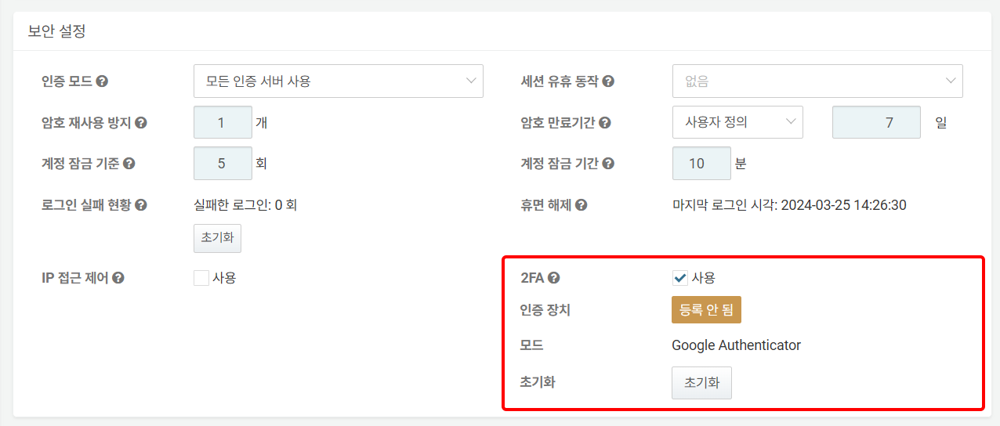 보안 설정
인증 모드 모든 인증 서버 사용 세션 유휴 동작 없음
암호 재사용 방지 1 개 암호 만료기간 사용자 정의 7 일
계정 잠금 기준 5 회 계정 잠금 기간 10 분
로그인 실패 현황 실패한 로그인: 0 회 휴면 해제 마지막 로그인 시각: 2024-03-25 14:26:30
초기화
IP 접근 제어 사용 2FA 사용
인증 장치 등록 안 됨
모드 Google Authenticator
초기화 초기화